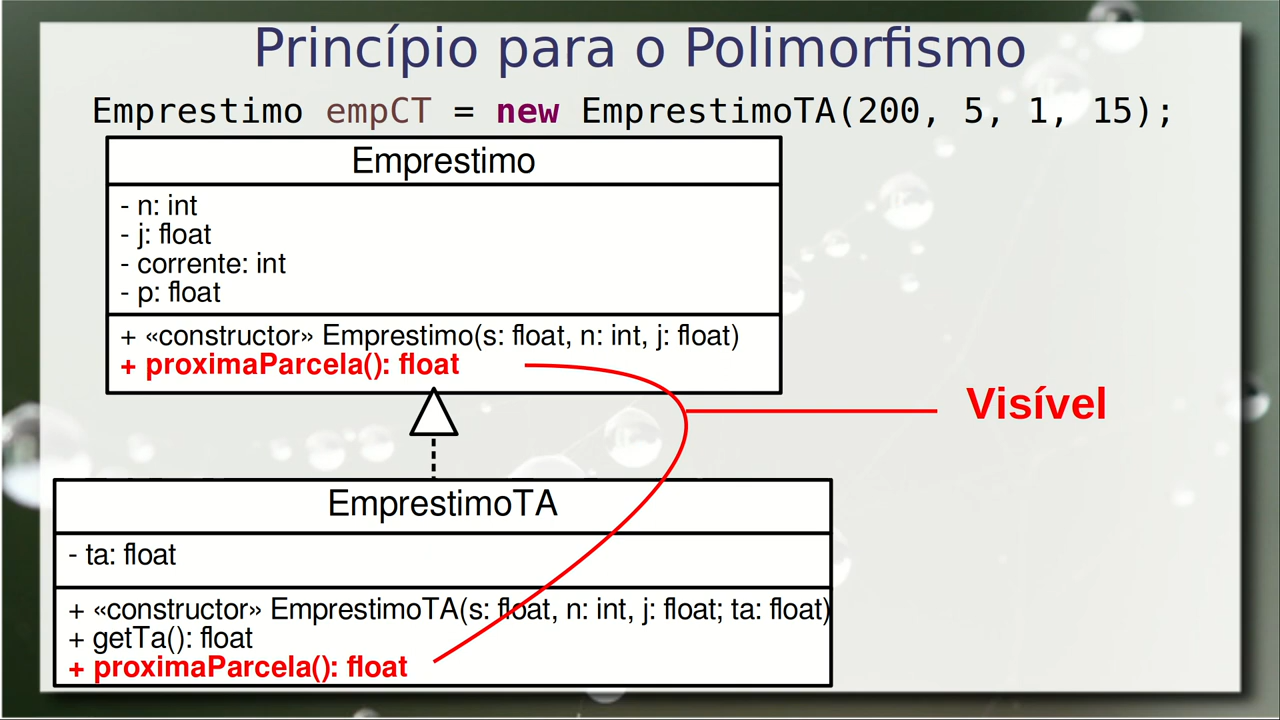 Princípio para o Polimorfismo
Emprestimo empCT = new EmprestimoTA(200, 5, 1, 15);
Emprestimo
- n: int
- j: float
- corrente: int
- p: float
+ «constructor» Emprestimo(s: float, n: int, j: float)
+ proximaParcela(): float
Visível
EmprestimoTA
- ta: float
+ «constructor» EmprestimoTA(s: float, n: int, j: float; ta: float)
+ getTa(): float
+ proximaParcela(): float